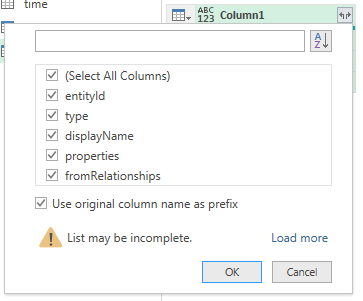 time
ABC
123
Column1
A
Z
(Select All Columns)
entityId
type
displayName
properties
fromRelationships
Use original column name as prefix
List may be incomplete.
Load more
OK
Cancel